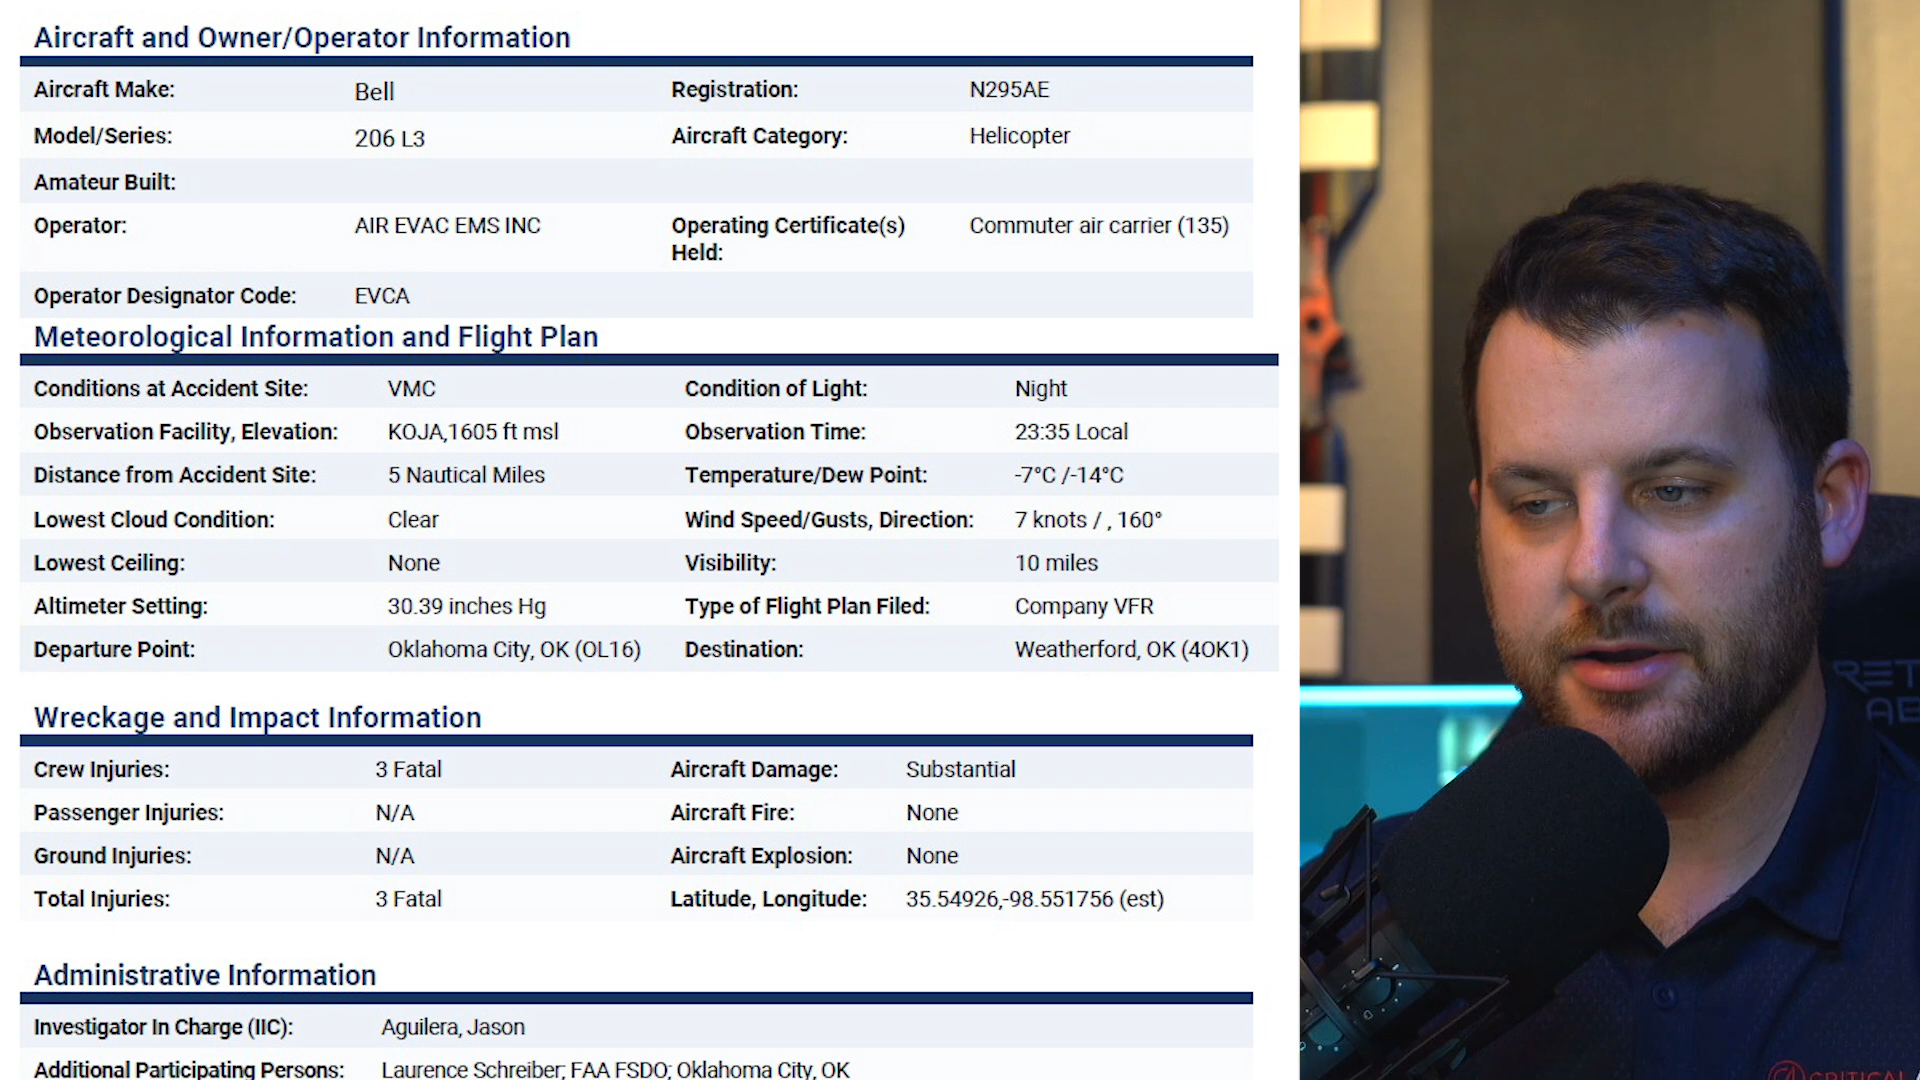 Aircraft and Owner/Operator Information
Aircraft Make: Bell Registration: N295AE
Model/Series: 206 L3 Aircraft Category: Helicopter
Amateur Built:
Operator: AIR EVAC EMS INC Operating Certificate(s) Held: Commuter air carrier (135)
Operator Designator Code: EVCA
Meteorological Information and Flight Plan
Conditions at Accident Site: VMC Condition of Light: Night
Observation Facility, Elevation: KOJA,1605 ft msl Observation Time: 23:35 Local
Distance from Accident Site: 5 Nautical Miles Temperature/Dew Point: -7°C /-14°C
Lowest Cloud Condition: Clear Wind Speed/Gusts, Direction: 7 knots / , 160°
Lowest Ceiling: None Visibility: 10 miles
Altimeter Setting: 30.39 inches Hg Type of Flight Plan Filed: Company VFR
Departure Point: Oklahoma City, OK (OL16) Destination: Weatherford, OK (4OK1)
Wreckage and Impact Information
Crew Injuries: 3 Fatal Aircraft Damage: Substantial
Passenger Injuries: N/A Aircraft Fire: None
Ground Injuries: N/A Aircraft Explosion: None
Total Injuries: 3 Fatal Latitude, Longitude: 35.54926,-98.551756 (est)
Administrative Information
Investigator In Charge (IIC): Aguilera, Jason
Additional Participating Persons: Laurence Schreiber; FAA FSDO; Oklahoma City, OK
RET
AE
CRITICAL